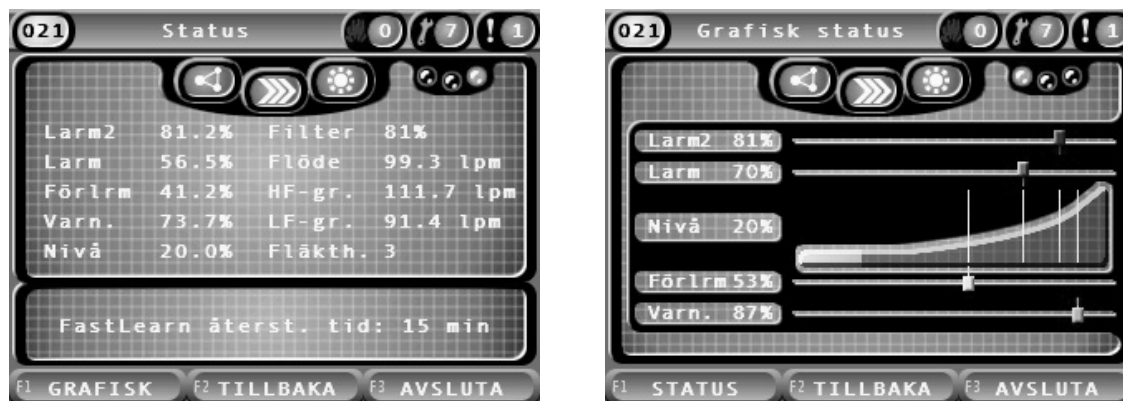 021 Status 0 7 ! 1
Larm2 81.2% Filter 81%
Larm 56.5% Flöde 99.3 lpm
Förlrm 41.2% HF-gr. 111.7 lpm
Varn. 73.7% LF-gr. 91.4 lpm
Nivå 20.0% Fläkth. 3
FastLearn återst. tid: 15 min
F1 GRAFISK F2 TILLBAKA F3 AVSLUTA
021 Grafisk status 0 7 ! 1
Larm2 81%
Larm 70%
Nivå 20%
Förlrm 53%
Varn. 87%
F1 STATUS F2 TILLBAKA F3 AVSLUTA